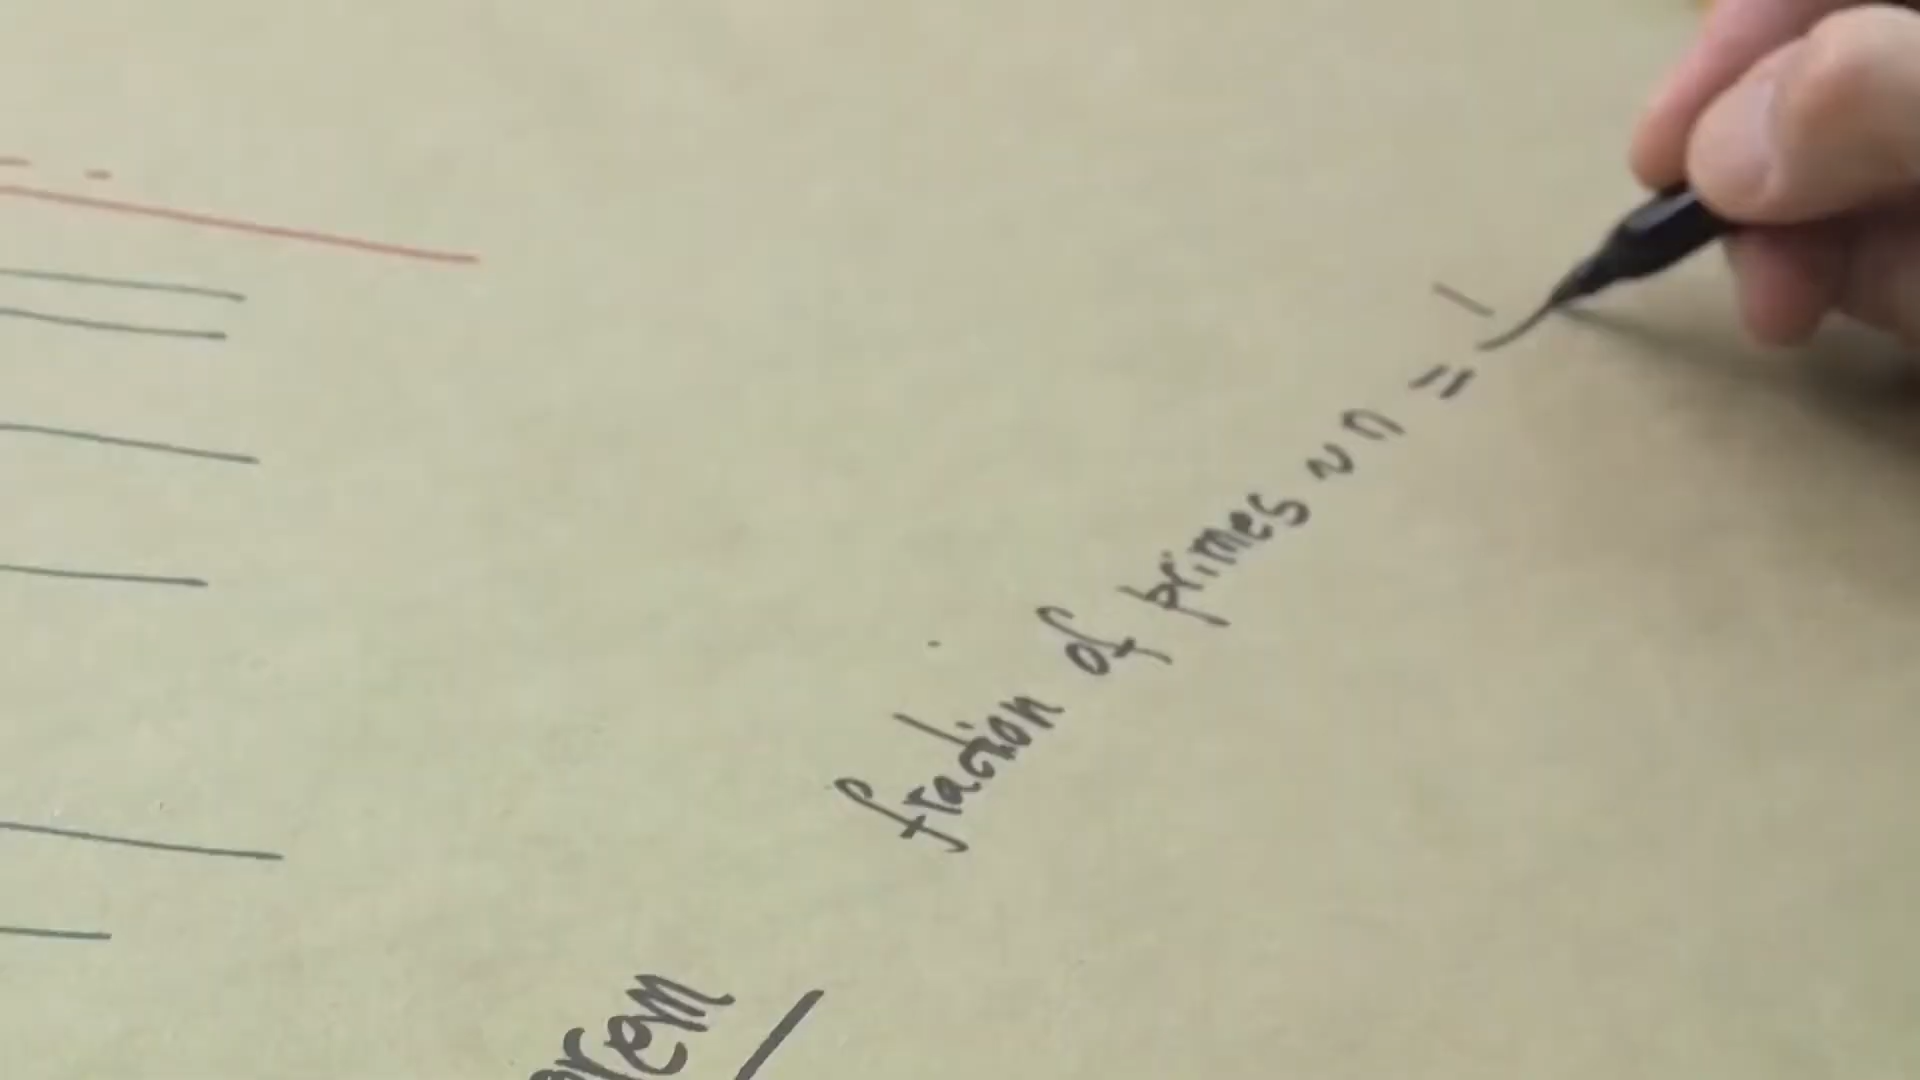 fraction of primes ~ n = 1
orem